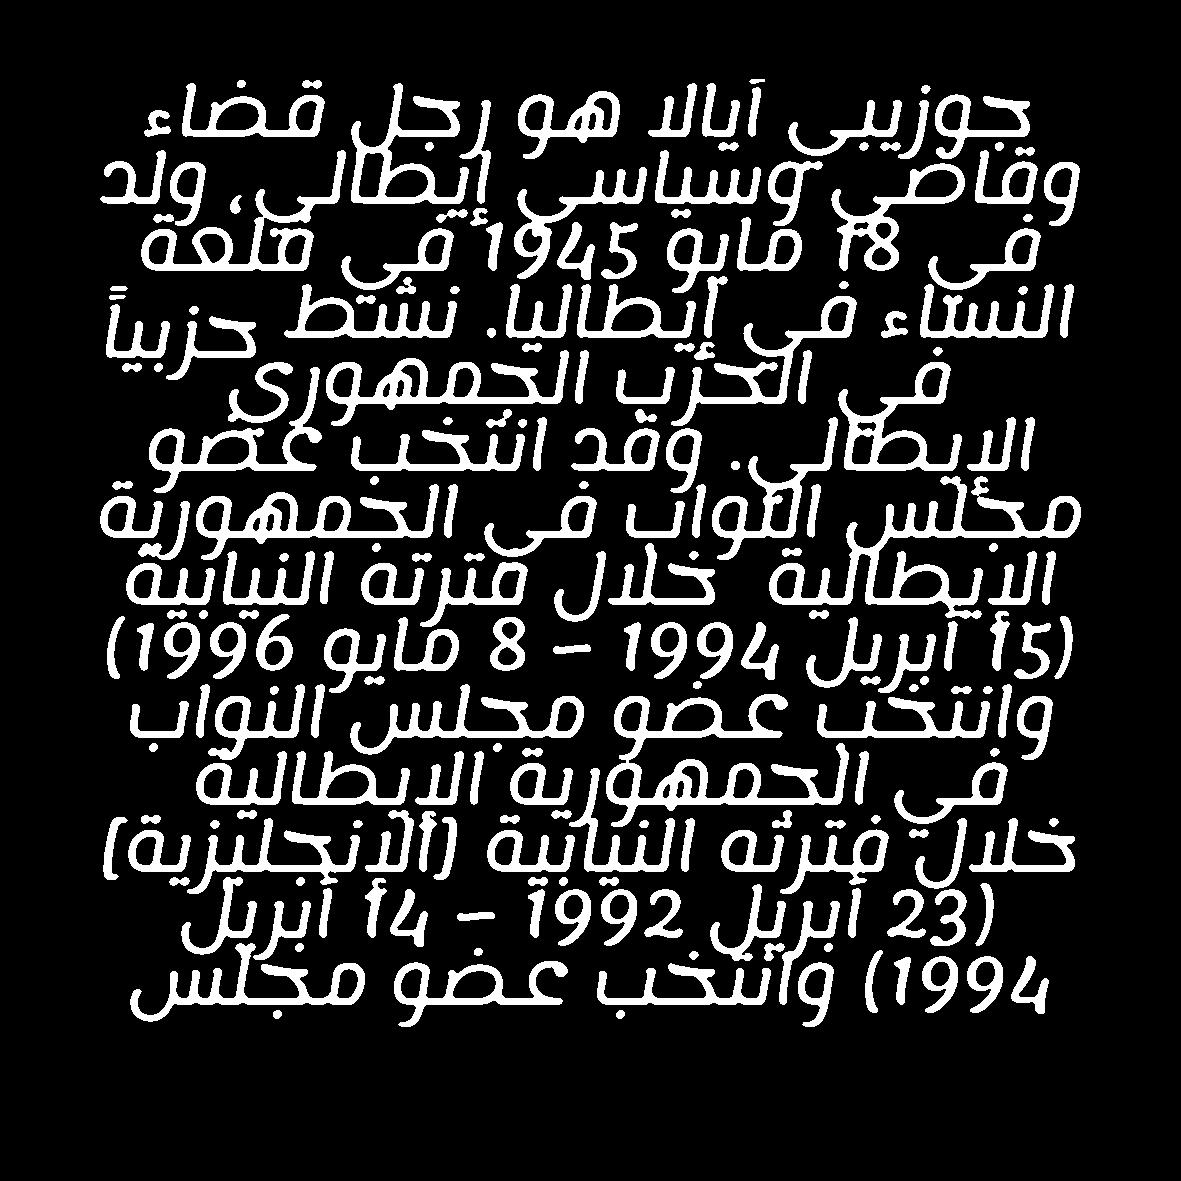 جوزيبي آيالا هو رجل قضاء
وقاضي وسياسي إيطالي، ولد
في 18 مايو 1945 في قلعة
النساء في إيطاليا. نشط حزبياً
في الحزب الجمهوري
الإيطالي. وقد انتخب عضو
مجلس النواب في الجمهورية
الإيطالية خلال فترته النيابية
(15 أبريل 1994 – 8 مايو 1996)
وانتخب عضو مجلس النواب
في الجمهورية الإيطالية
خلال فترته النيابية [ألإنجليزية]
(23 أبريل 1992 – 14 أبريل
1994) وانتخب عضو مجلس